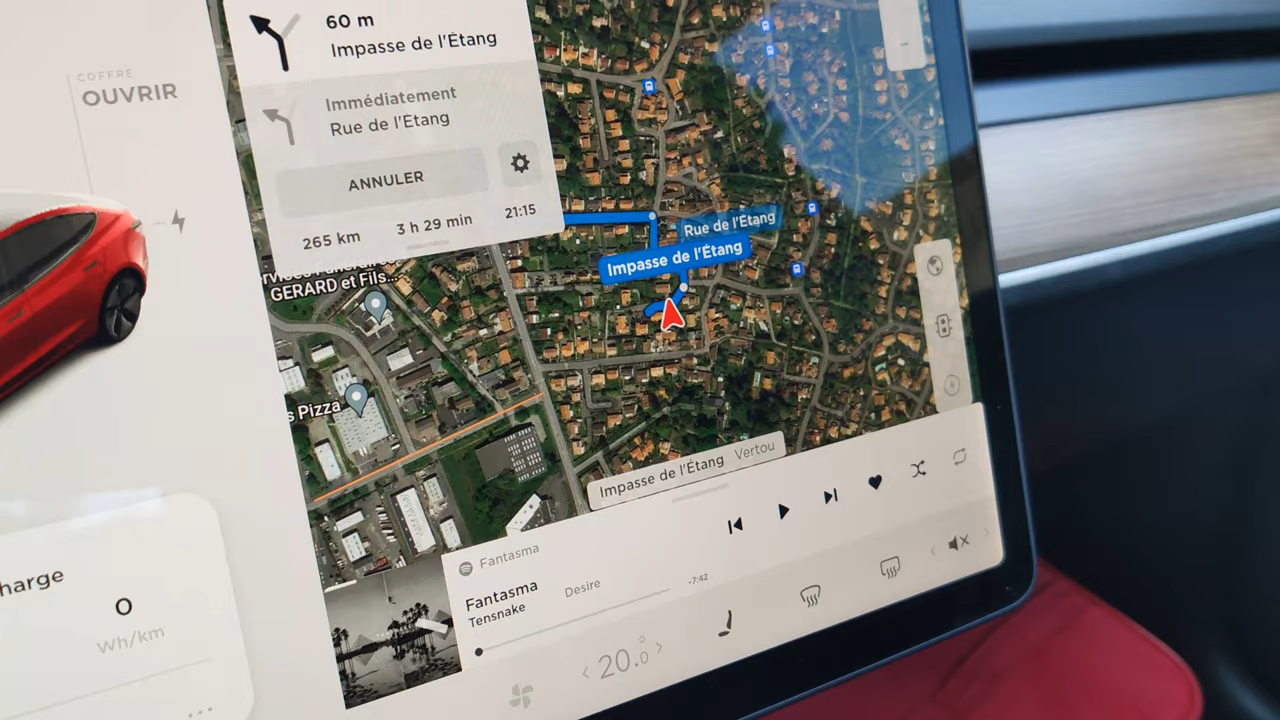 COFFRE
OUVRIR
60 m
Impasse de l'Étang
Immédiatement
Rue de l'Étang
ANNULER
265 km
3 h 29 min
21:15
Rue de l'Étang
Impasse de l'Étang
GERARD et Fils...
s Pizza
Impasse de l'Étang Vertou
harge
0
Wh/km
Fantasma
Fantasma
Tensnake
Desire
-7:42
20.0